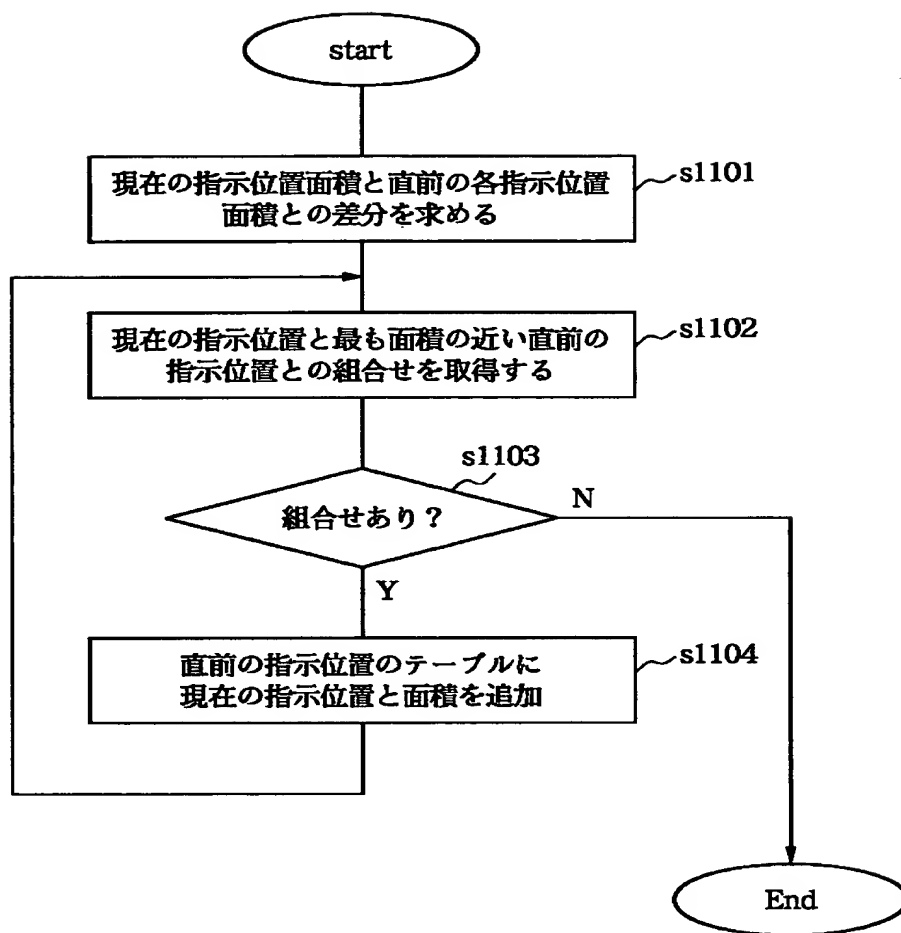 start
現在の指示位置面積と直前の各指示位置
面積との差分を求める
s1101
現在の指示位置と最も面積の近い直前の
指示位置との組合せを取得する
s1102
s1103
組合せあり？
N
Y
直前の指示位置のテーブルに
現在の指示位置と面積を追加
s1104
End